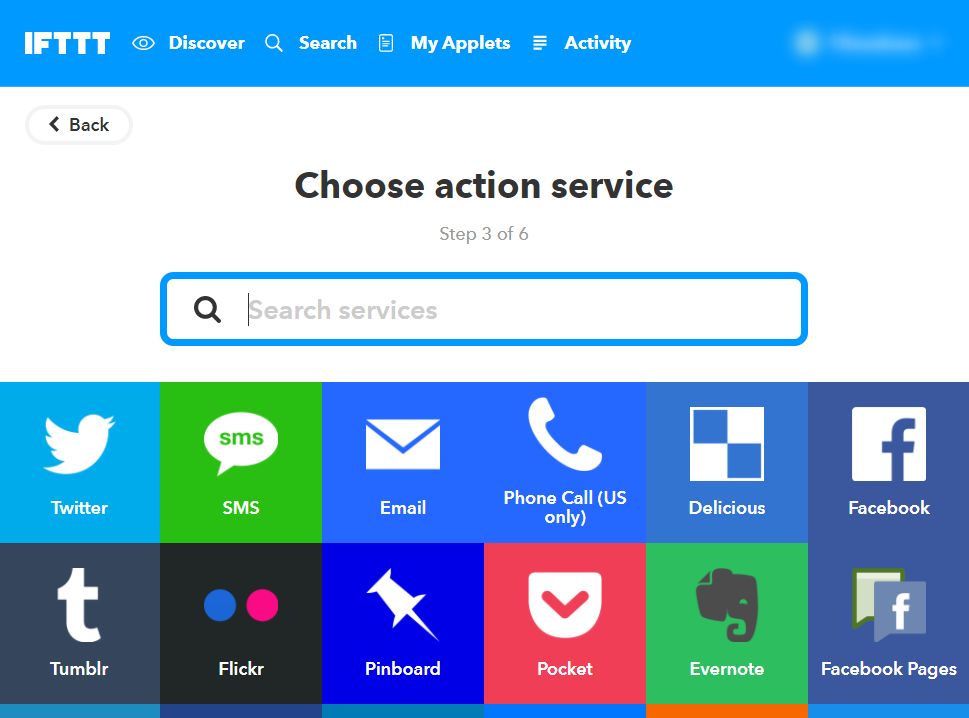 IFTTT Discover Search My Applets Activity
Back
Choose action service
Step 3 of 6
Search services
sms
Twitter SMS Email Phone Call (US only) Delicious Facebook
Tumblr Flickr Pinboard Pocket Evernote Facebook Pages